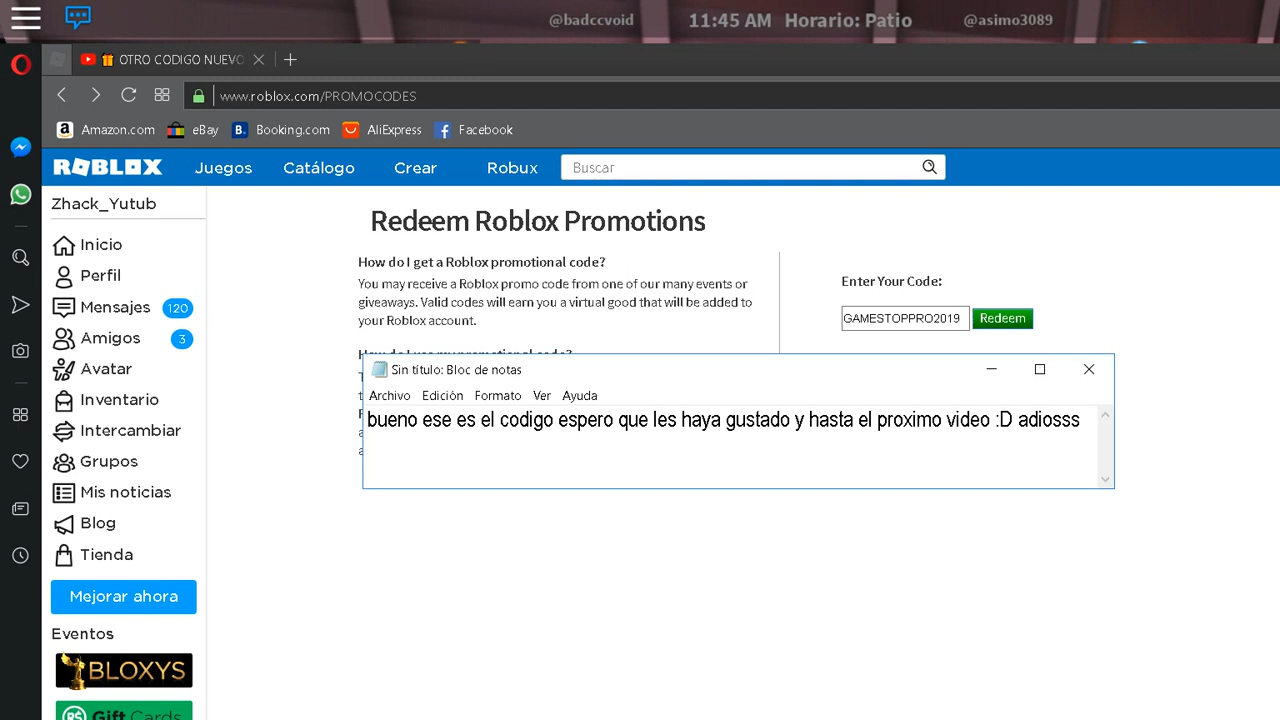 @badccvoid
11:45 AM Horario: Patio
@asimo3089
OTRO CODIGO NUEVO
www.roblox.com/PROMOCODES
Amazon.com
eBay
Booking.com
AliExpress
Facebook
ROBLOX
Juegos
Catálogo
Crear
Robux
Buscar
Zhack_Yutub
Inicio
Perfil
Mensajes 120
Amigos 3
Avatar
Inventario
Intercambiar
Grupos
Mis noticias
Blog
Tienda
Mejorar ahora
Eventos
BLOXYS
Gift Cards
Redeem Roblox Promotions
How do I get a Roblox promotional code?
You may receive a Roblox promo code from one of our many events or
giveaways. Valid codes will earn you a virtual good that will be added to
your Roblox account.
Enter Your Code:
GAMESTOPPRO2019 Redeem
Sin título: Bloc de notas
Archivo Edición Formato Ver Ayuda
bueno ese es el codigo espero que les haya gustado y hasta el proximo video :D adiosss